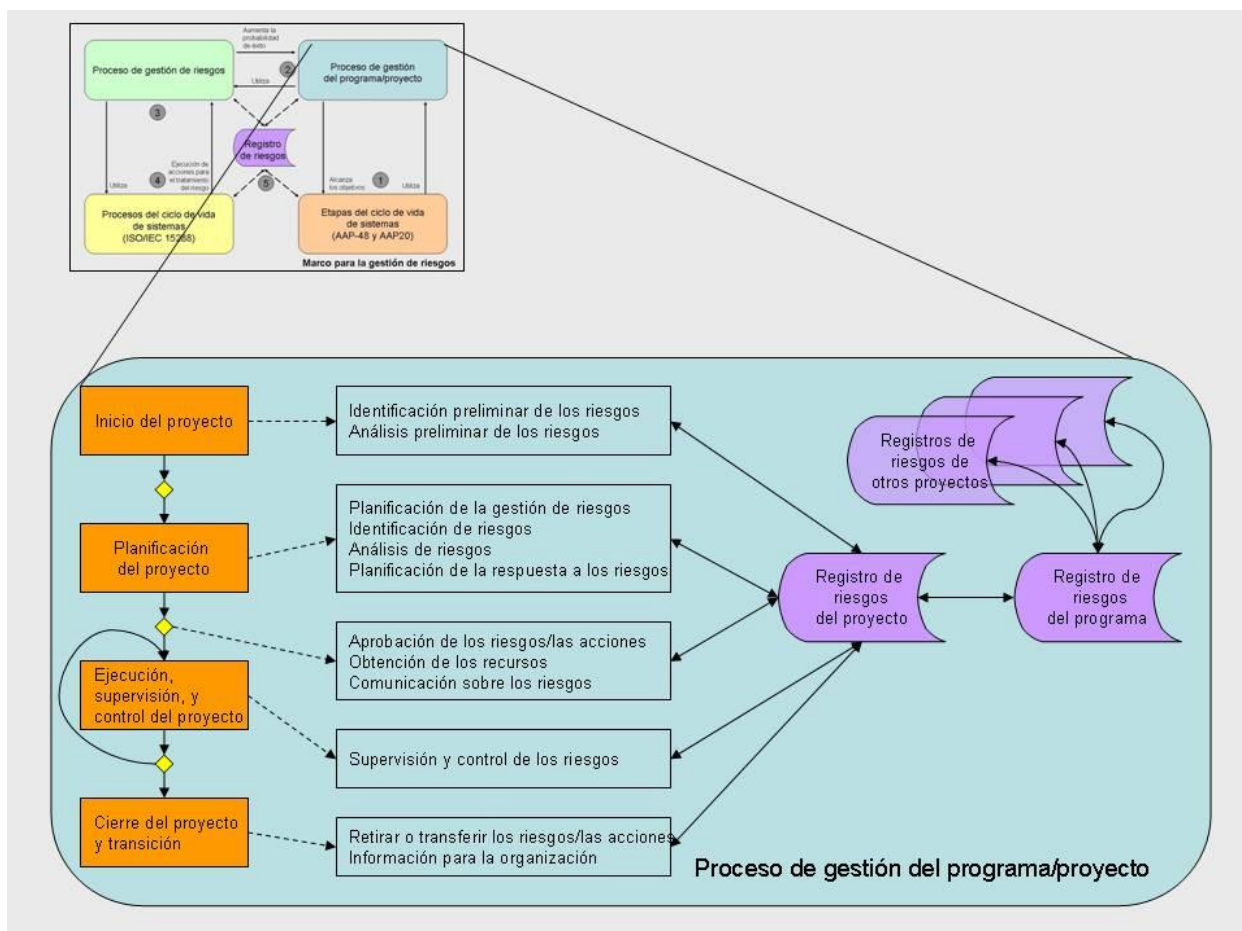 Aumenta la
probabilidad
de éxito
Proceso de gestión de riesgos
2
Proceso de gestión
del programa/proyecto
Utiliza
3
Registro
de riesgos
Ejecución de
acciones para
el tratamiento
del riesgo
Utiliza
4
5
Alcanza
los objetivos
1
Utiliza
Procesos del ciclo de vida
de sistemas
(ISO/IEC 15288)
Etapas del ciclo de vida
de sistemas
(AAP-48 y AAP20)
Marco para la gestión de riesgos
Inicio del proyecto
Identificación preliminar de los riesgos
Análisis preliminar de los riesgos
Registros de
riesgos de
otros proyectos
Planificación
del proyecto
Planificación de la gestión de riesgos
Identificación de riesgos
Análisis de riesgos
Planificación de la respuesta a los riesgos
Registro de
riesgos
del proyecto
Registro de
riesgos
del programa
Aprobación de los riesgos/las acciones
Obtención de los recursos
Comunicación sobre los riesgos
Ejecución,
supervisión, y
control del proyecto
Supervisión y control de los riesgos
Cierre del proyecto
y transición
Retirar o transferir los riesgos/las acciones
Información para la organización
Proceso de gestión del programa/proyecto